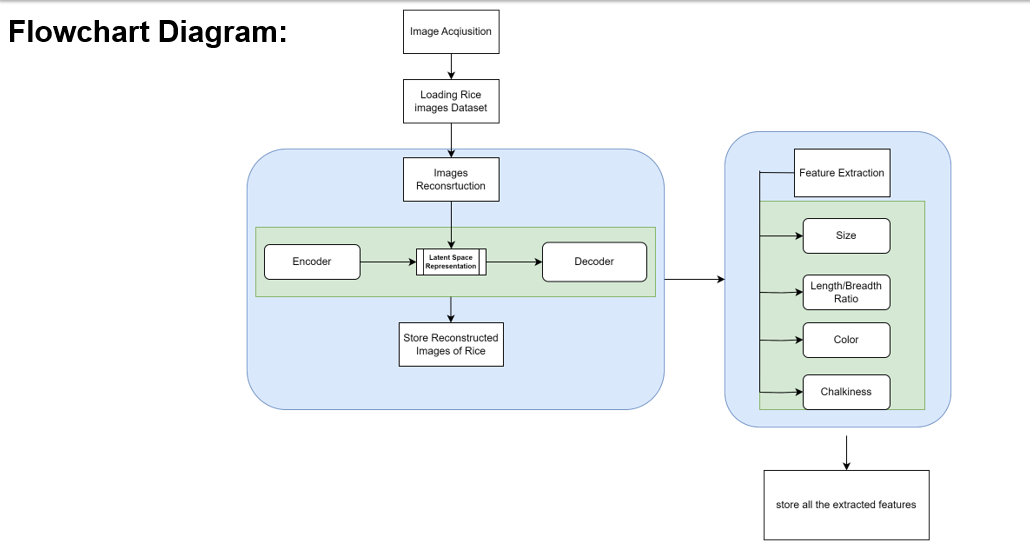 Flowchart Diagram:
Image Acqiusition
Loading Rice
images Dataset
Images
Reconsrtuction
Encoder
Latent Space
Representation
Decoder
Store Reconstructed
Images of Rice
Feature Extraction
Size
Length/Breadth
Ratio
Color
Chalkiness
store all the extracted features